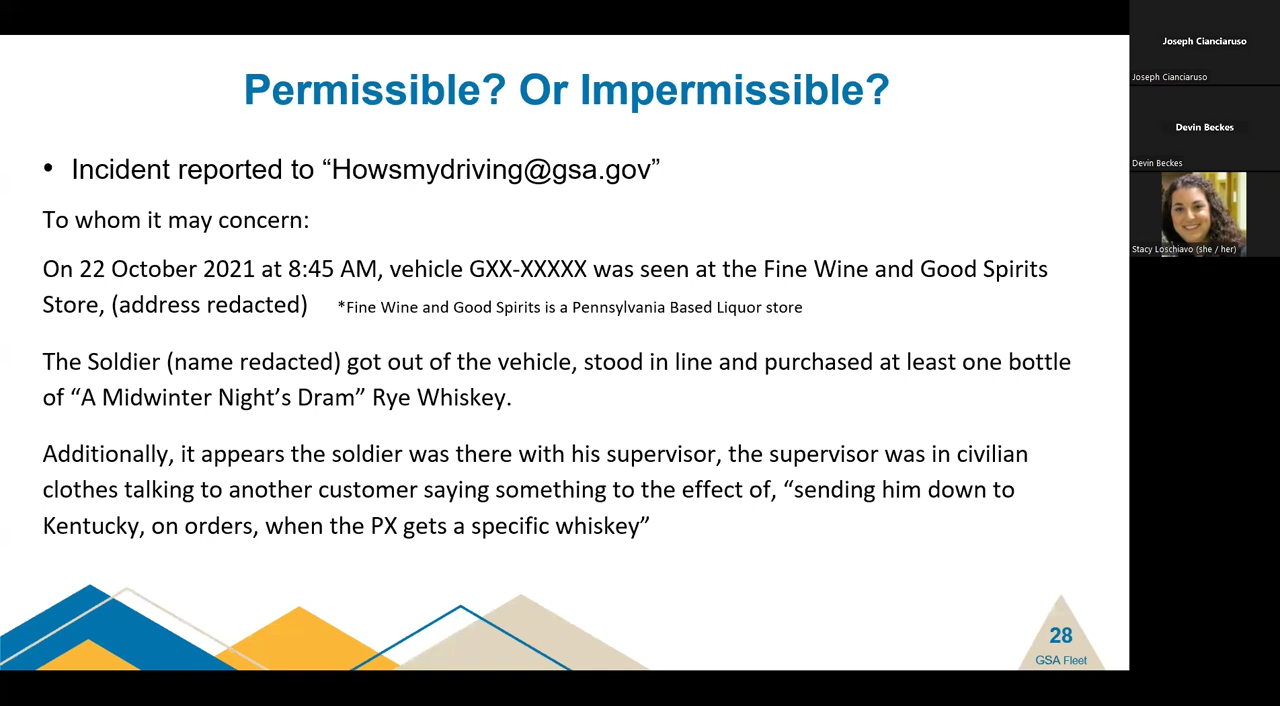 Permissible? Or Impermissible?
• Incident reported to “Howsmydriving@gsa.gov”
To whom it may concern:
On 22 October 2021 at 8:45 AM, vehicle GXX-XXXXX was seen at the Fine Wine and Good Spirits
Store, (address redacted) *Fine Wine and Good Spirits is a Pennsylvania Based Liquor store
The Soldier (name redacted) got out of the vehicle, stood in line and purchased at least one bottle
of “A Midwinter Night’s Dram” Rye Whiskey.
Additionally, it appears the soldier was there with his supervisor, the supervisor was in civilian
clothes talking to another customer saying something to the effect of, “sending him down to
Kentucky, on orders, when the PX gets a specific whiskey”
28
GSA Fleet
Joseph Cianciaruso
Joseph Cianciaruso
Devin Beckes
Devin Beckes
Stacy Loschiavo (she / her)